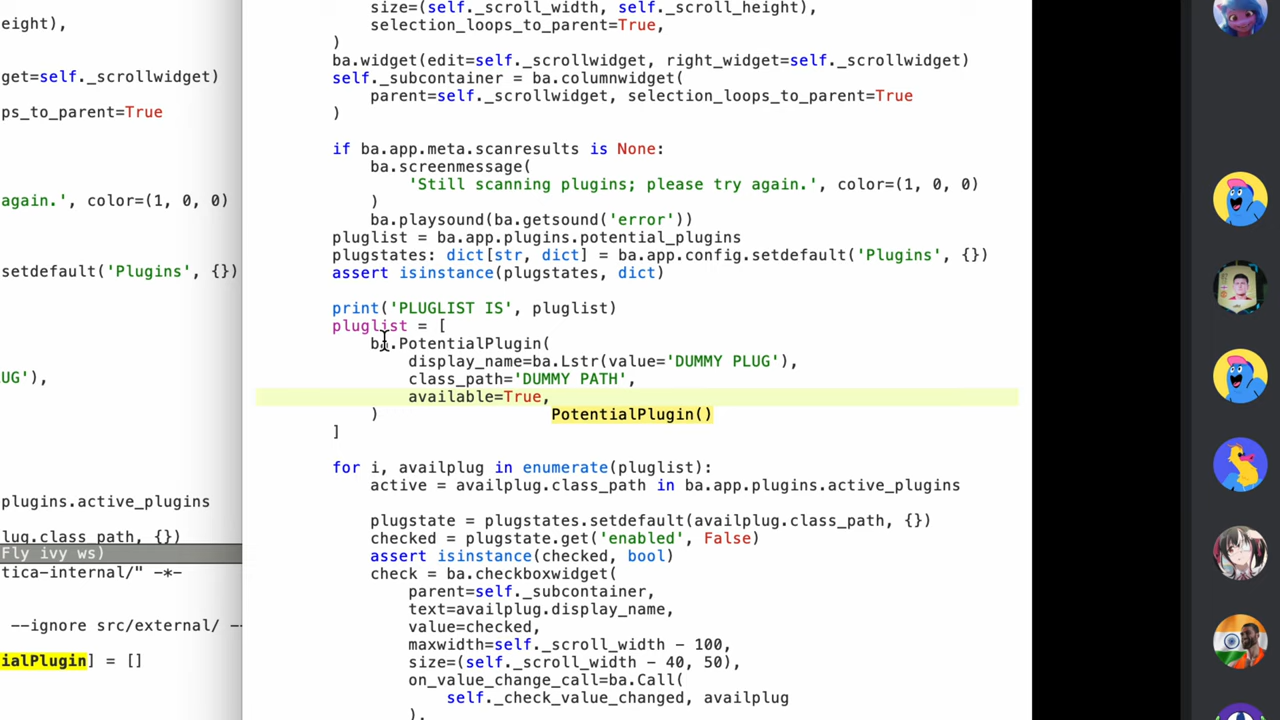 eight),
get=self._scrollwidget)
ps_to_parent=True
again.', color=(1, 0, 0)
setdefault('Plugins', {})
UG'),
plugins.active_plugins
lug.class_path, {})
Fly ivy ws)
tica-internal/" -*-
--ignore src/external/ --
ialPlugin] = []
size=(self._scroll_width, self._scroll_height),
selection_loops_to_parent=True,
)
ba.widget(edit=self._scrollwidget, right_widget=self._scrollwidget)
self._subcontainer = ba.columnwidget(
parent=self._scrollwidget, selection_loops_to_parent=True
)
if ba.app.meta.scanresults is None:
ba.screenmessage(
'Still scanning plugins; please try again.', color=(1, 0, 0)
)
ba.playsound(ba.getsound('error'))
pluglist = ba.app.plugins.potential_plugins
plugstates: dict[str, dict] = ba.app.config.setdefault('Plugins', {})
assert isinstance(plugstates, dict)
print('PLUGLIST IS', pluglist)
pluglist = [
ba.PotentialPlugin(
display_name=ba.Lstr(value='DUMMY PLUG'),
class_path='DUMMY PATH',
available=True,
) PotentialPlugin()
]
for i, availplug in enumerate(pluglist):
active = availplug.class_path in ba.app.plugins.active_plugins
plugstate = plugstates.setdefault(availplug.class_path, {})
checked = plugstate.get('enabled', False)
assert isinstance(checked, bool)
check = ba.checkboxwidget(
parent=self._subcontainer,
text=availplug.display_name,
value=checked,
maxwidth=self._scroll_width - 100,
size=(self._scroll_width - 40, 50),
on_value_change_call=ba.Call(
self._check_value_changed, availplug
),